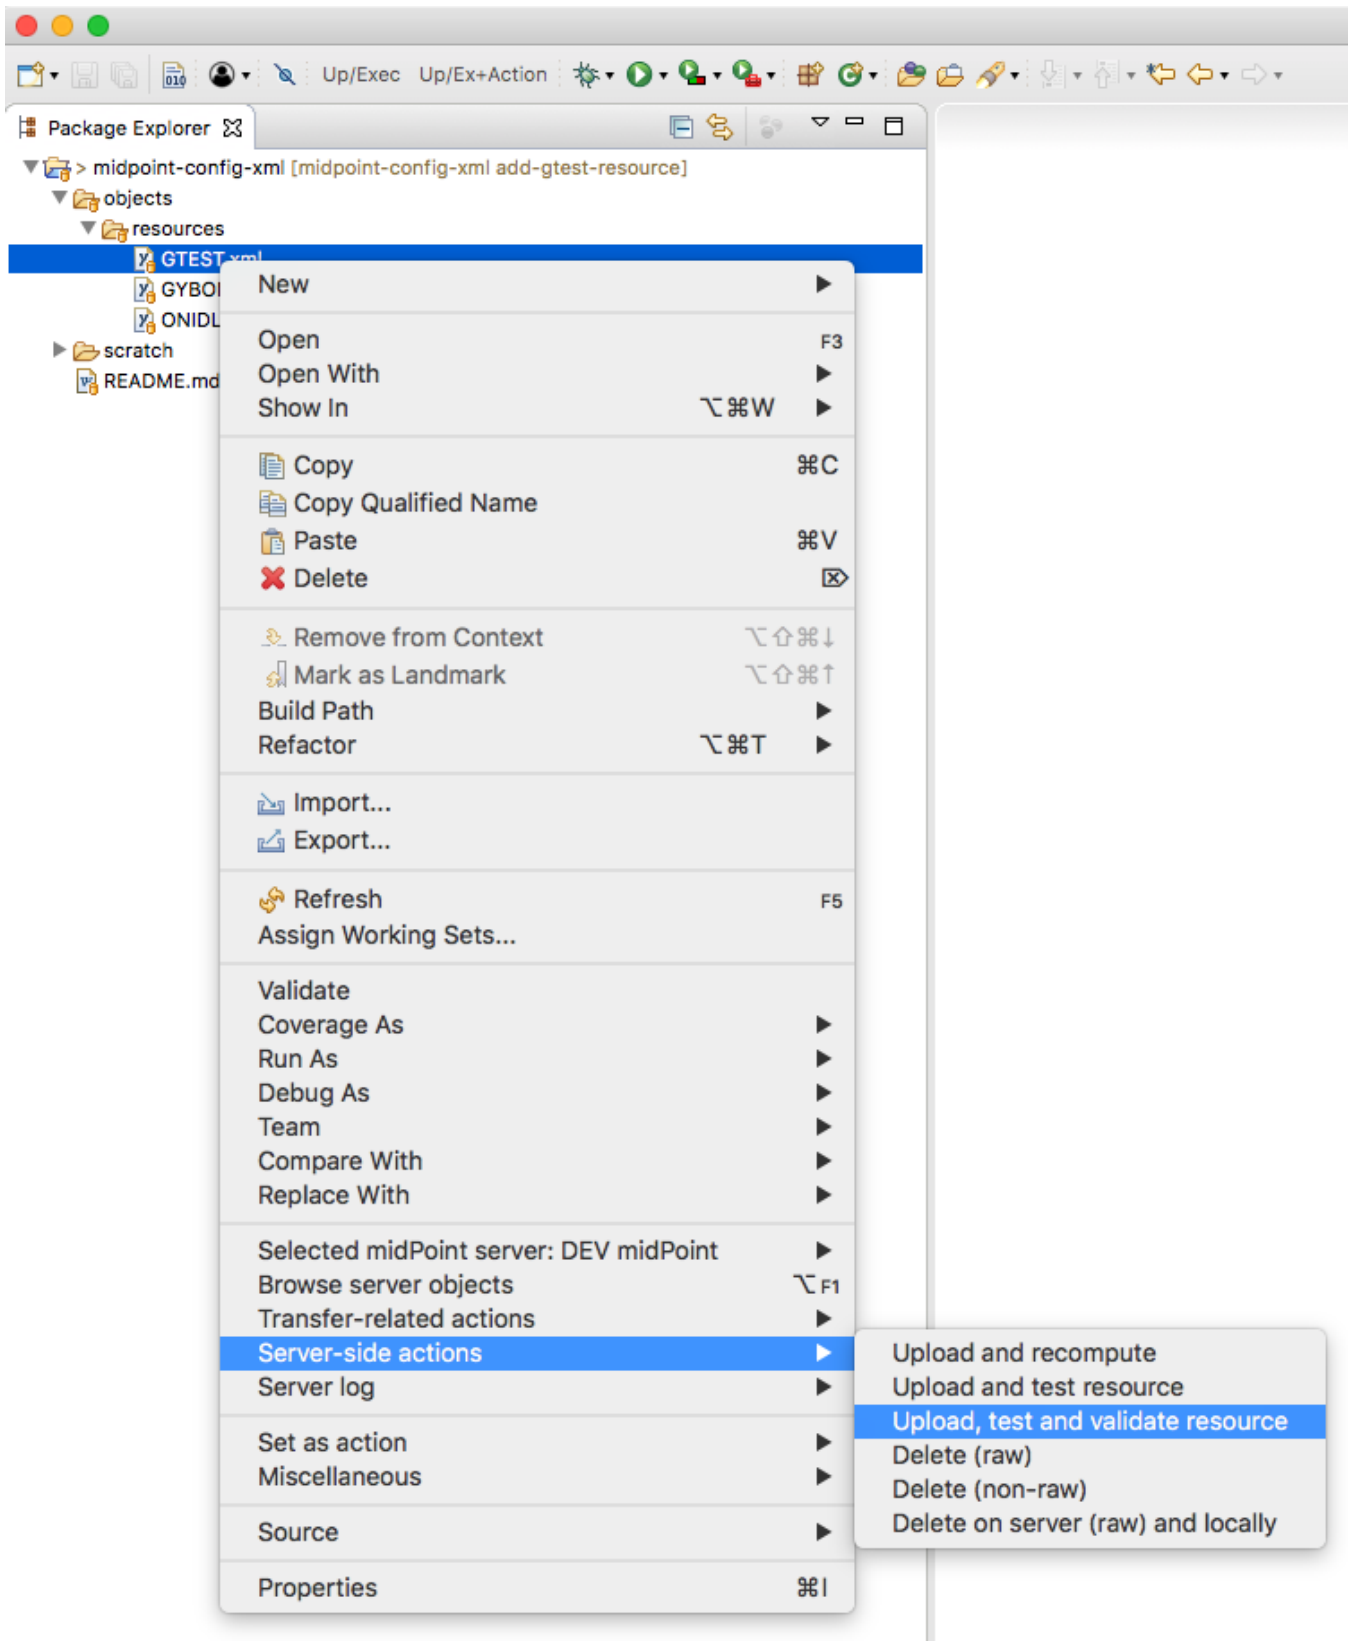 Up/Exec Up/Ex+Action
Package Explorer
> midpoint-config-xml [midpoint-config-xml add-gtest-resource]
objects
resources
GTEST.xml
GYBO
ONIDL
scratch
README.md
New
Open F3
Open With
Show In ⌥⌘W
Copy ⌘C
Copy Qualified Name
Paste ⌘V
Delete ⌦
Remove from Context ⌥⇧⌘↓
Mark as Landmark ⌥⇧⌘↑
Build Path
Refactor ⌥⌘T
Import...
Export...
Refresh F5
Assign Working Sets...
Validate
Coverage As
Run As
Debug As
Team
Compare With
Replace With
Selected midPoint server: DEV midPoint
Browse server objects ⌥F1
Transfer-related actions
Server-side actions
Server log
Set as action
Miscellaneous
Source
Properties ⌘I
Upload and recompute
Upload and test resource
Upload, test and validate resource
Delete (raw)
Delete (non-raw)
Delete on server (raw) and locally